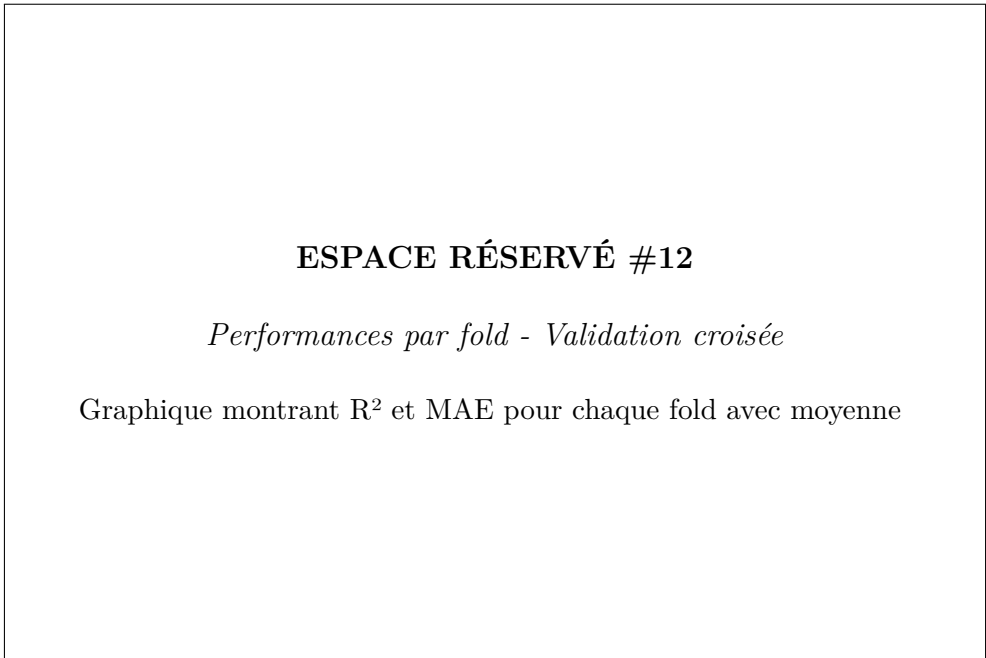 ESPACE RÉSERVÉ #12
Performances par fold - Validation croisée
Graphique montrant R² et MAE pour chaque fold avec moyenne